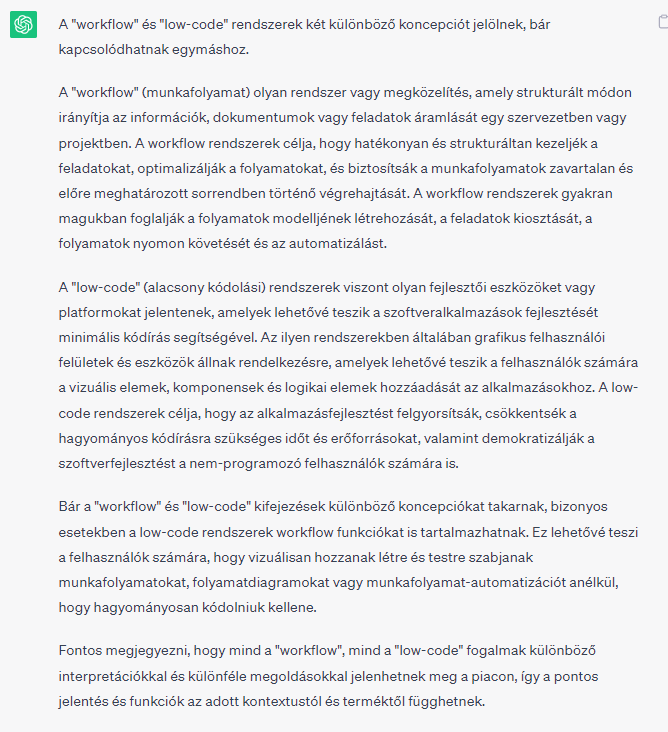 A "workflow" és "low-code" rendszerek két különböző koncepciót jelölnek, bár
kapcsolódhatnak egymáshoz.
A "workflow" (munkafolyamat) olyan rendszer vagy megközelítés, amely strukturált módon
irányítja az információk, dokumentumok vagy feladatok áramlását egy szervezetben vagy
projektben. A workflow rendszerek célja, hogy hatékonyan és strukturáltan kezeljék a
feladatokat, optimalizálják a folyamatokat, és biztosítsák a munkafolyamatok zavartalan és
előre meghatározott sorrendben történő végrehajtását. A workflow rendszerek gyakran
magukban foglalják a folyamatok modelljének létrehozását, a feladatok kiosztását, a
folyamatok nyomon követését és az automatizálást.
A "low-code" (alacsony kódolási) rendszerek viszont olyan fejlesztői eszközöket vagy
platformokat jelentenek, amelyek lehetővé teszik a szoftveralkalmazások fejlesztését
minimális kódírás segítségével. Az ilyen rendszerekben általában grafikus felhasználói
felületek és eszközök állnak rendelkezésre, amelyek lehetővé teszik a felhasználók számára
a vizuális elemek, komponensek és logikai elemek hozzáadását az alkalmazásokhoz. A low-
code rendszerek célja, hogy az alkalmazásfejlesztést felgyorsítsák, csökkentsék a
hagyományos kódírásra szükséges időt és erőforrásokat, valamint demokratizálják a
szoftverfejlesztést a nem-programozó felhasználók számára is.
Bár a "workflow" és "low-code" kifejezések különböző koncepciókat takarnak, bizonyos
esetekben a low-code rendszerek workflow funkciókat is tartalmazhatnak. Ez lehetővé teszi
a felhasználók számára, hogy vizuálisan hozzanak létre és testre szabjanak
munkafolyamatokat, folyamatdiagramokat vagy munkafolyamat-automatizációt anélkül,
hogy hagyományosan kódolniuk kellene.
Fontos megjegyezni, hogy mind a "workflow", mind a "low-code" fogalmak különböző
interpretációkkal és különféle megoldásokkal jelenhetnek meg a piacon, így a pontos
jelentés és funkciók az adott kontextustól és terméktől függhetnek.